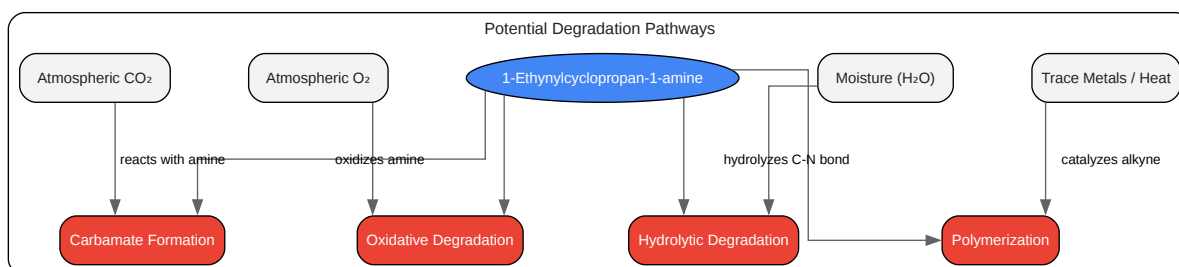 Potential Degradation Pathways
Atmospheric CO₂
Atmospheric O₂
1-Ethynylcyclopropan-1-amine
Moisture (H₂O)
Trace Metals / Heat
reacts with amine
oxidizes amine
hydrolyzes C-N bond
catalyzes alkyne
Carbamate Formation
Oxidative Degradation
Hydrolytic Degradation
Polymerization